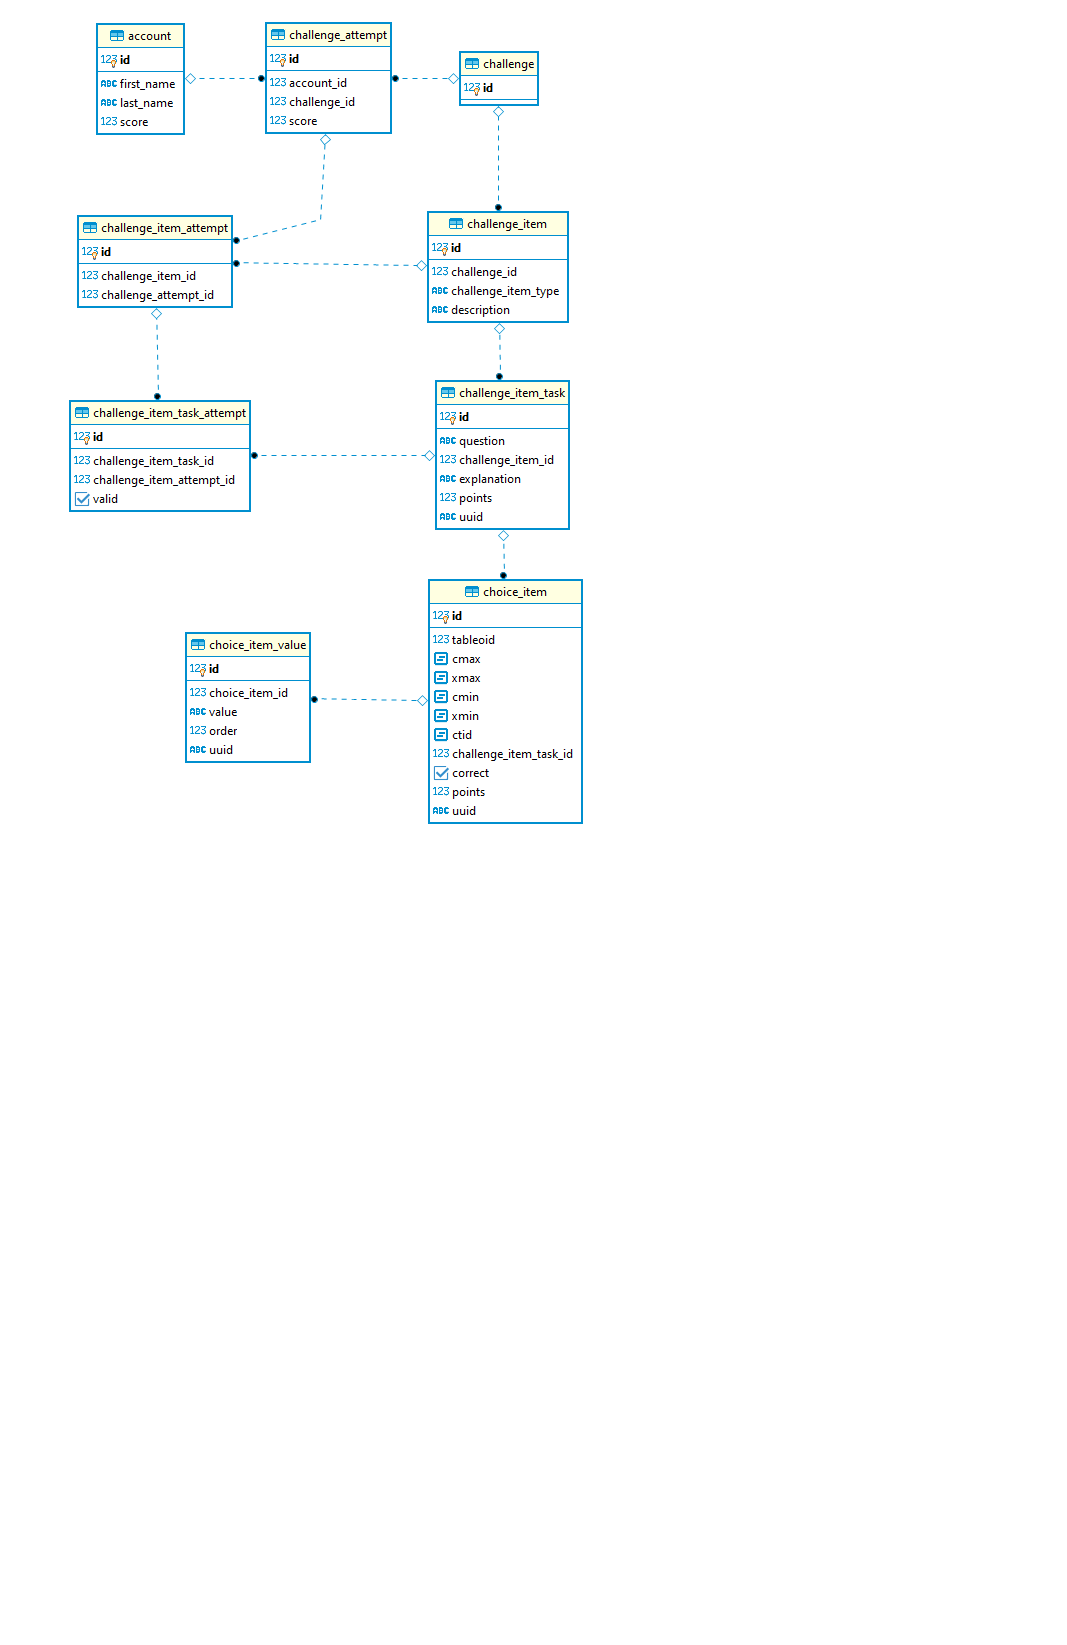 account
123 id
ABC first_name
ABC last_name
123 score
challenge_attempt
123 id
123 account_id
123 challenge_id
123 score
challenge
123 id
challenge_item_attempt
123 id
123 challenge_item_id
123 challenge_attempt_id
challenge_item
123 id
123 challenge_id
ABC challenge_item_type
ABC description
challenge_item_task_attempt
123 id
123 challenge_item_task_id
123 challenge_item_attempt_id
valid
challenge_item_task
123 id
ABC question
123 challenge_item_id
ABC explanation
123 points
ABC uuid
choice_item_value
123 id
123 choice_item_id
ABC value
123 order
ABC uuid
choice_item
123 id
123 tableoid
cmax
xmax
cmin
xmin
ctid
123 challenge_item_task_id
correct
123 points
ABC uuid